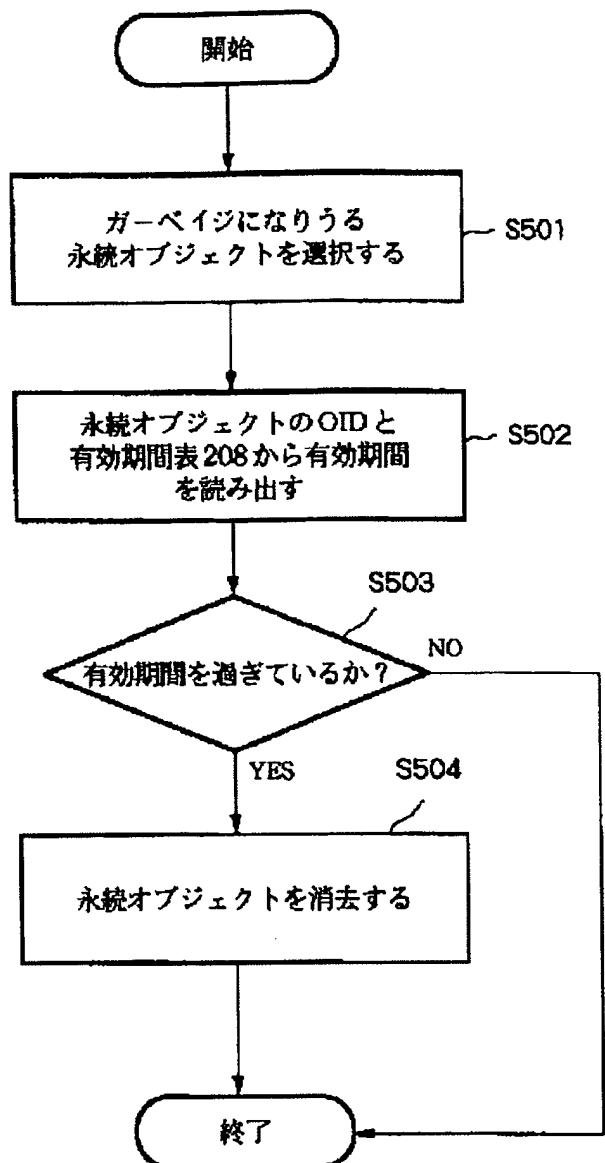 開始
ガーベイジになりうる
永続オブジェクトを選択する
S501
永続オブジェクトのOIDと
有効期間表208から有効期間
を読み出す
S502
S503
有効期間を過ぎているか?
NO
YES
S504
永続オブジェクトを消去する
終了